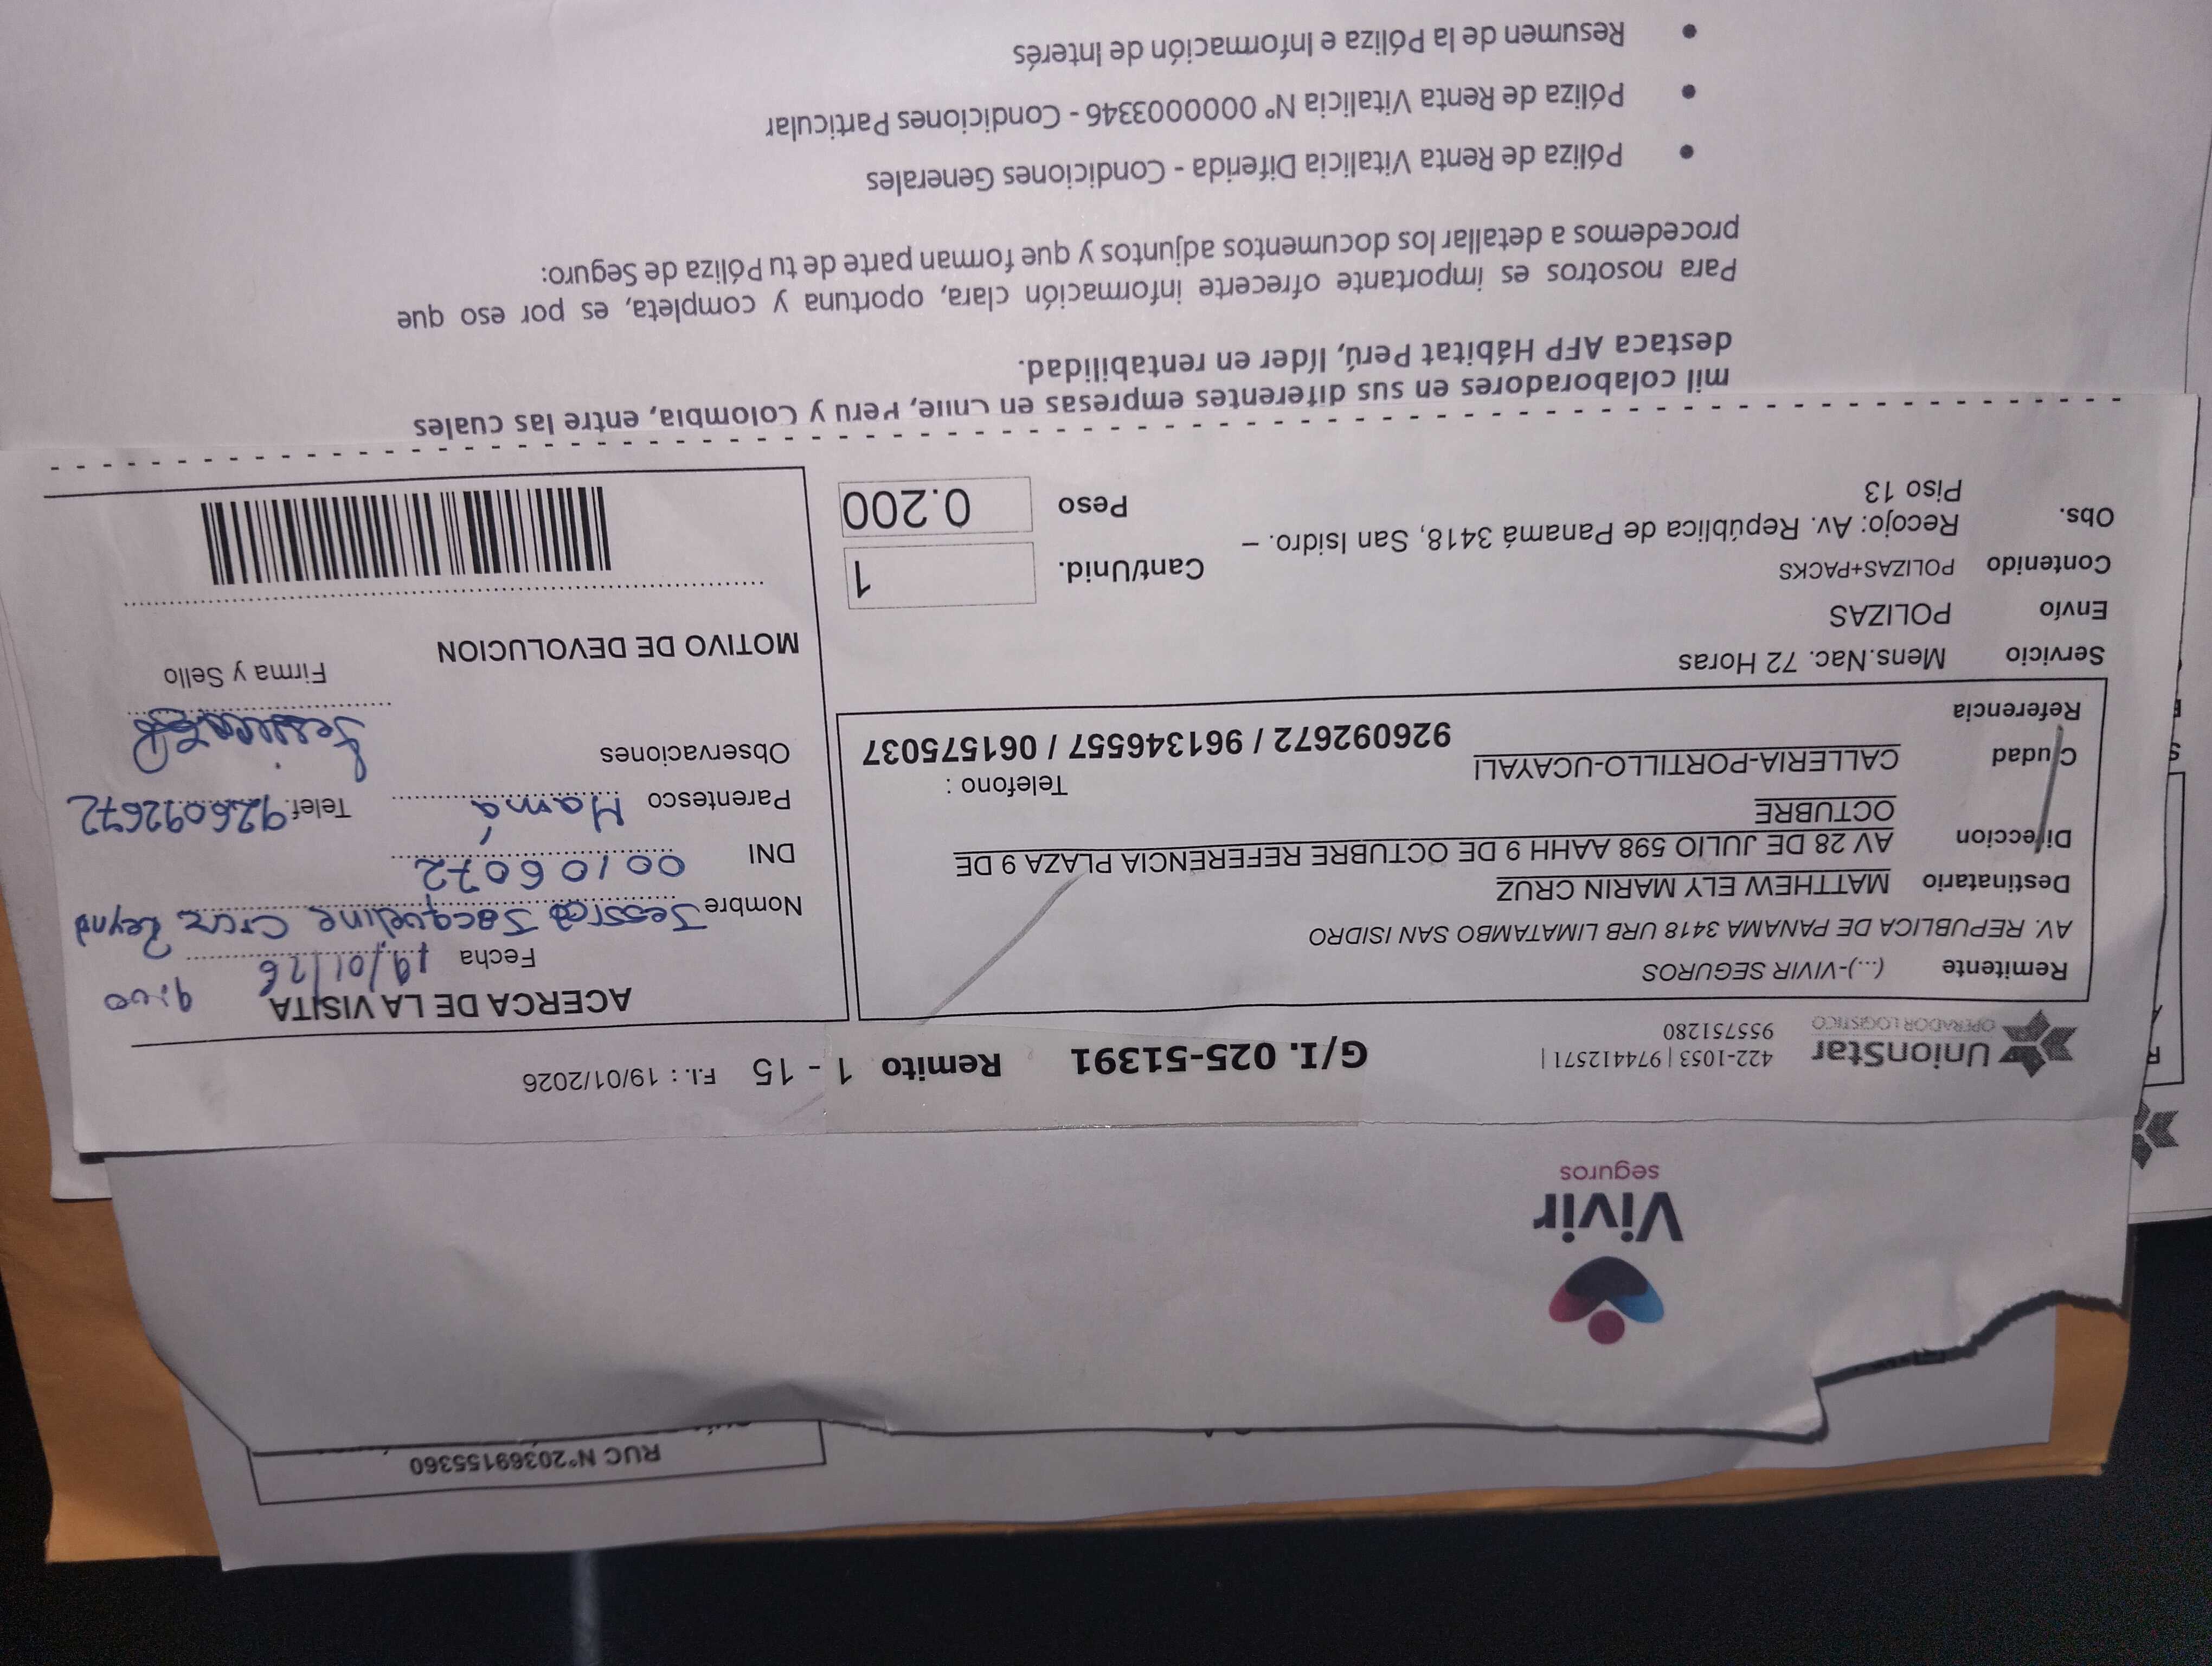 RUC N°20369155360
Vivir
seguros
UnionStar
OPERADOR LOGISTICO
422-1053 | 974412571 |
955751280
G/I. 025-51391 Remito 1 - 15 F.I. : 19/01/2026
Remitente (...)-VIVIR SEGUROS
AV. REPUBLICA DE PANAMA 3418 URB LIMATAMBO SAN ISIDRO
Destinatario MATTHEW ELY MARIN CRUZ
Direccion AV 28 DE JULIO 598 AAHH 9 DE OCTUBRE REFERENCIA PLAZA 9 DE
OCTUBRE
Telefono :
Ciudad CALLERIA-PORTILLO-UCAYALI
926092672 / 961346557 / 061575037
Referencia
Servicio Mens.Nac. 72 Horas
Envío POLIZAS
Contenido POLIZAS+PACKS
Cant/Unid. 1
Obs. Recojo: Av. República de Panamá 3418, San Isidro. –
Piso 13
Peso 0.200
ACERCA DE LA VISITA 9:00
Fecha 19/01/26
Nombre Jessica Jacqueline Cruz
DNI 00106072
Parentesco Mamá Telef. 926092672
Observaciones
Firma y Sello
MOTIVO DE DEVOLUCION
mil colaboradores en sus diferentes empresas en Chile, Perú y Colombia, entre las cuales
destaca AFP Hábitat Perú, líder en rentabilidad.
Para nosotros es importante ofrecerte información clara, oportuna y completa, es por eso que
procedemos a detallar los documentos adjuntos y que forman parte de tu Póliza de Seguro:
• Póliza de Renta Vitalicia Diferida - Condiciones Generales
• Póliza de Renta Vitalicia N° 0000003346 - Condiciones Particular
• Resumen de la Póliza e Información de Interés